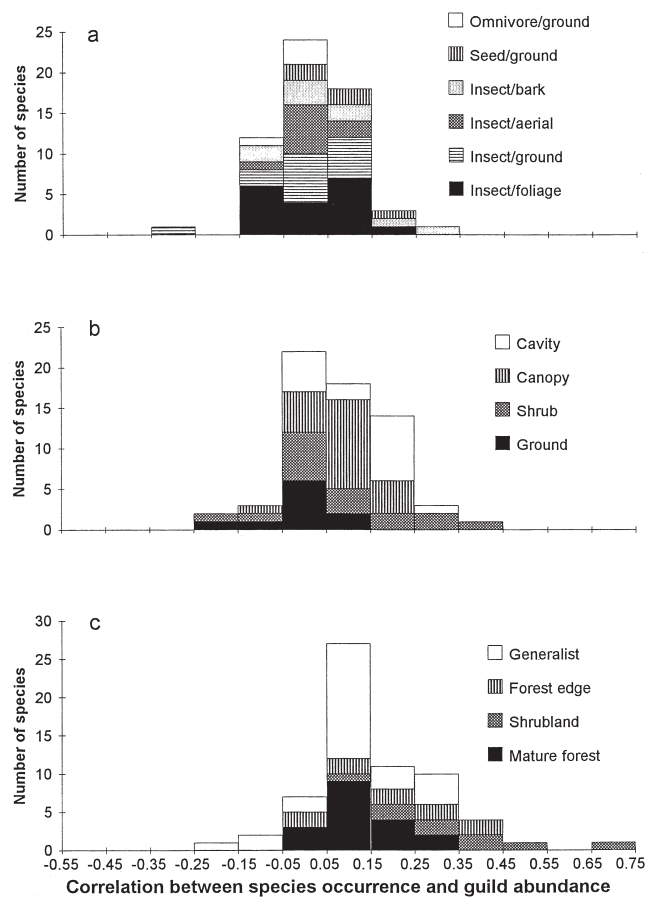 a
25
20
15
10
5
0
Number of species
Omnivore/ground
Seed/ground
Insect/bark
Insect/aerial
Insect/ground
Insect/foliage
b
25
20
15
10
5
0
Number of species
Cavity
Canopy
Shrub
Ground
c
30
25
20
15
10
5
0
Number of species
Generalist
Forest edge
Shrubland
Mature forest
-0.55 -0.45 -0.35 -0.25 -0.15 -0.05 0.05 0.15 0.25 0.35 0.45 0.55 0.65 0.75
Correlation between species occurrence and guild abundance